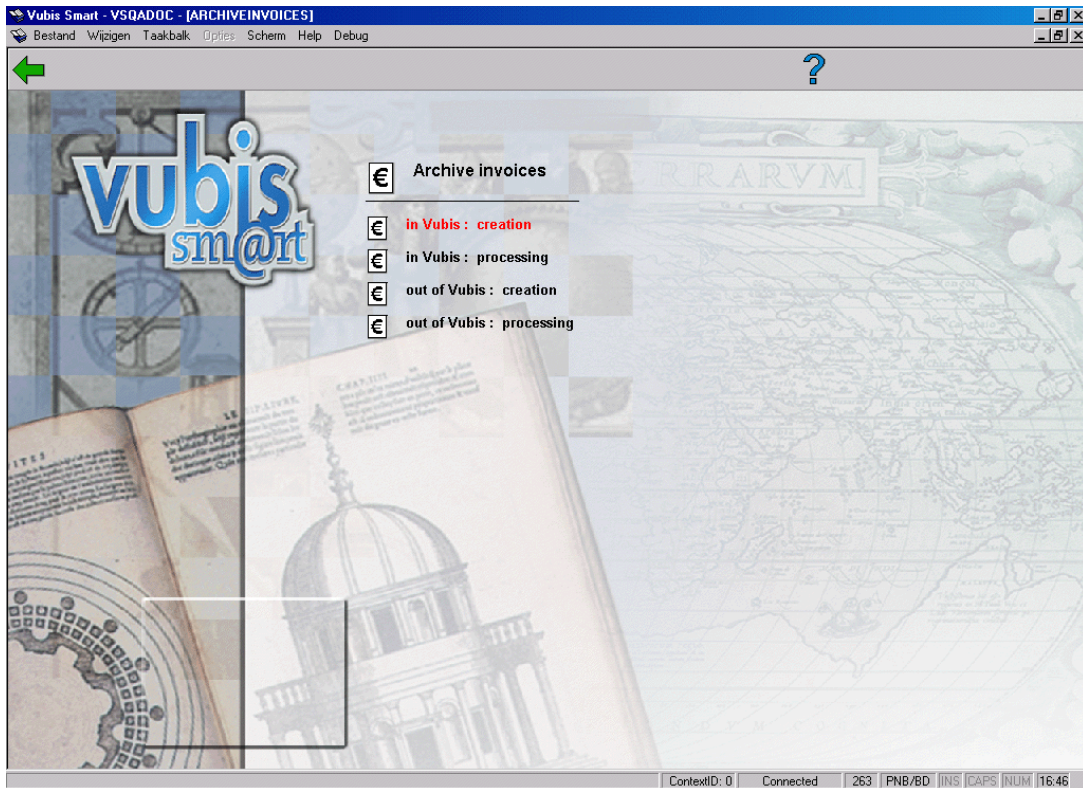 Vubis Smart - VSQADOC - [ARCHIVEINVOICES]
Bestand Wijzigen Taakbalk Opties Scherm Help Debug
?
vubis
sm@rt
€ Archive invoices
RKARVM
€ in Vubis : creation
€ in Vubis : processing
€ out of Vubis : creation
€ out of Vubis : processing
LE
ContextID: 0 Connected 263 PNB/BD INS CAPS NUM 16:46